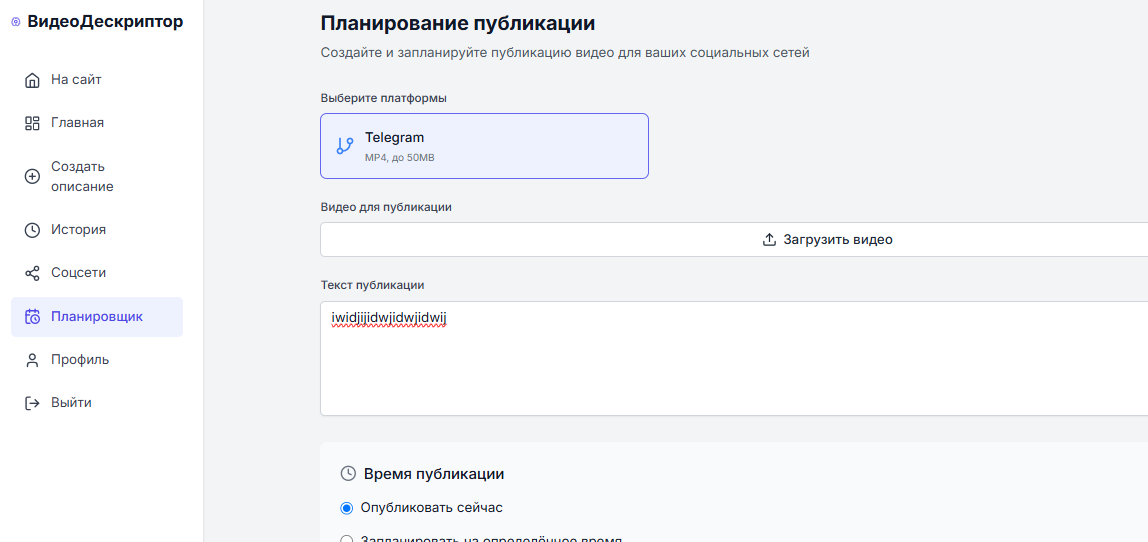 ВидеоДескриптор
На сайт
Главная
Создать
описание
История
Соцсети
Планировщик
Профиль
Выйти
Планирование публикации
Создайте и запланируйте публикацию видео для ваших социальных сетей
Выберите платформы
Telegram
MP4, до 50MB
Видео для публикации
Загрузить видео
Текст публикации
iwidjijidwjidwjidwij
Время публикации
Опубликовать сейчас
Запланировать на определённое время